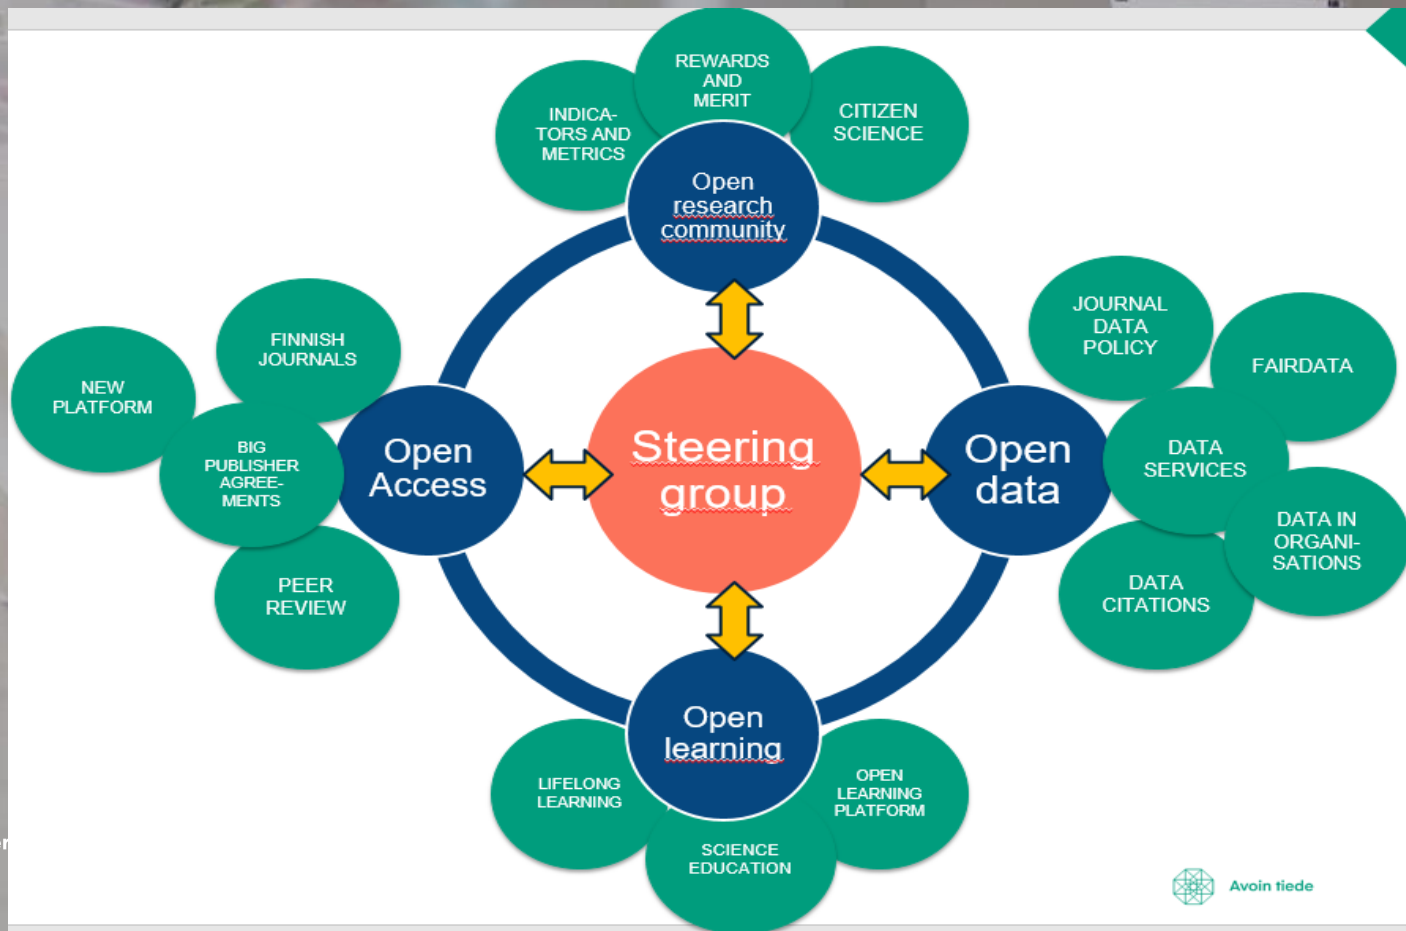 REWARDS
AND
MERIT
INDICA-
TORS AND
METRICS
CITIZEN
SCIENCE
Open
research
community
JOURNAL
DATA
POLICY
FINNISH
JOURNALS
FAIRDATA
NEW
PLATFORM
BIG
PUBLISHER
AGREE-
MENTS
Open
Access
Steering
group
Open
data
DATA
SERVICES
DATA IN
ORGANI-
SATIONS
PEER
REVIEW
DATA
CITATIONS
Open
learning
LIFELONG
LEARNING
OPEN
LEARNING
PLATFORM
SCIENCE
EDUCATION
Avoin tiede